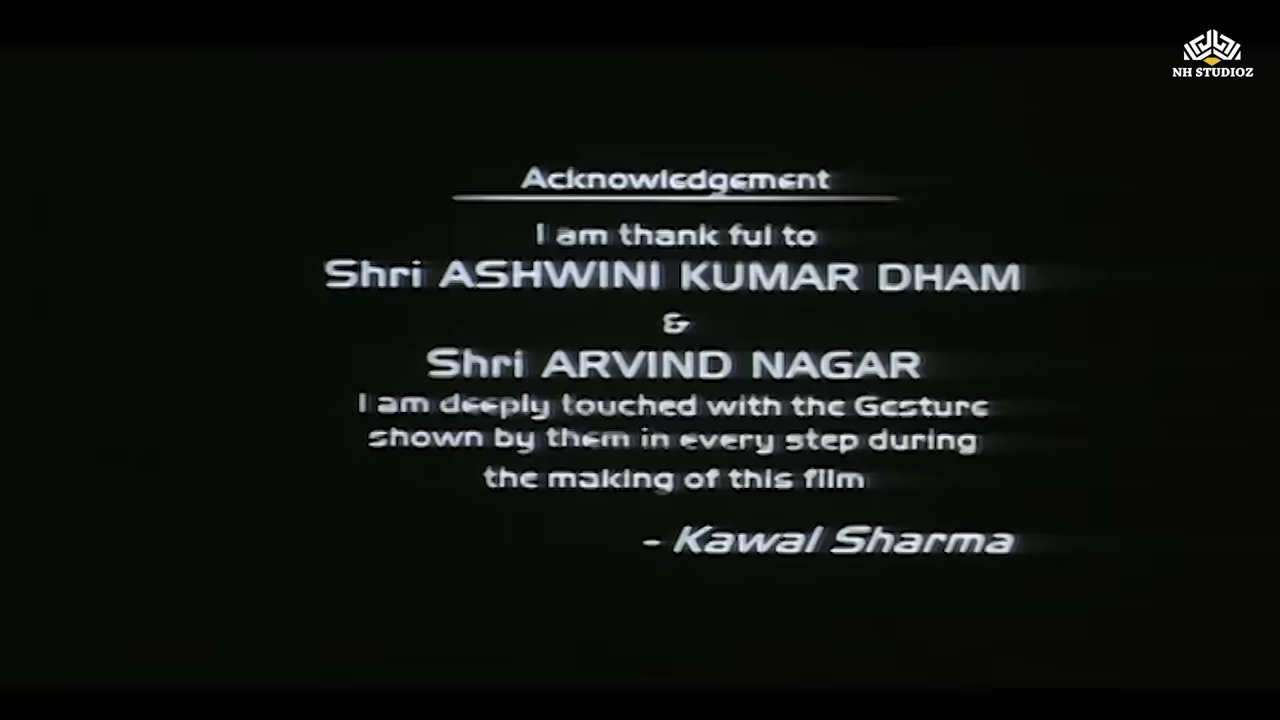 NH STUDIOZ
Acknowledgement
I am thank ful to
Shri ASHWINI KUMAR DHAM
&
Shri ARVIND NAGAR
I am deeply touched with the Gesture
shown by them in every step during
the making of this film
- Kawal Sharma